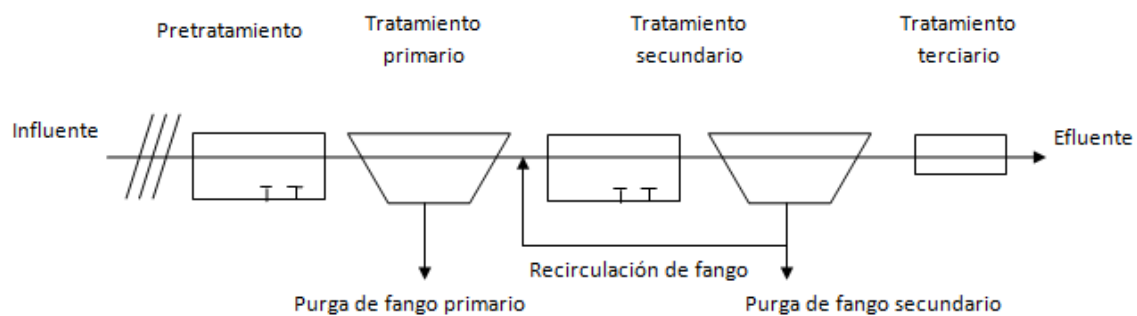 Pretratamiento
Tratamiento
primario
Tratamiento
secundario
Tratamiento
terciario
Influente
Efluente
Recirculación de fango
Purga de fango primario
Purga de fango secundario